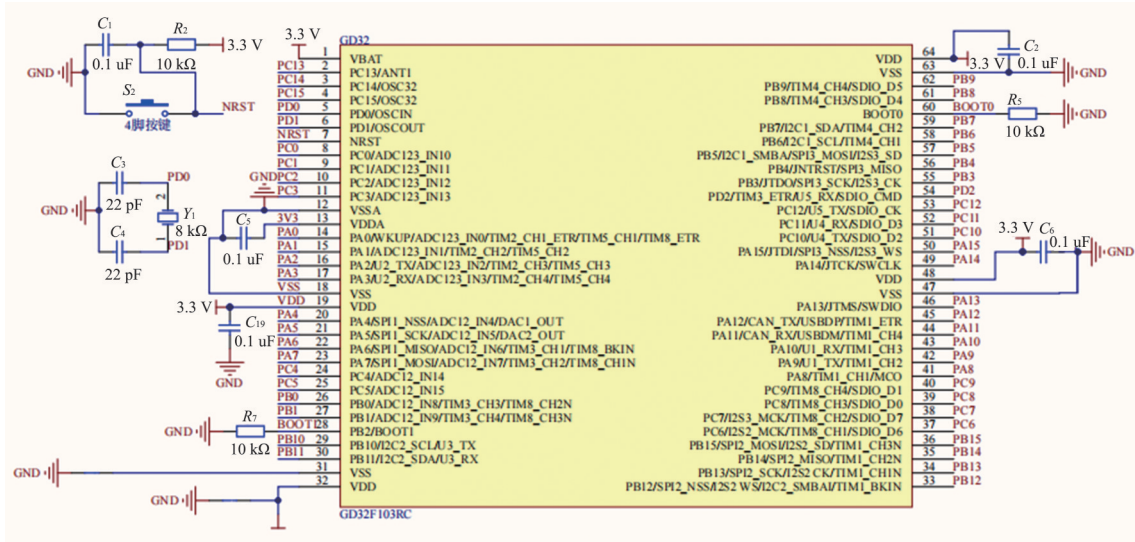 C1
R2
3.3 V
0.1 uF
10 kΩ
GND
S2
4脚按键
NRST
C3
PD0
22 pF
2
GND
Y1
8 kΩ
C4
1
PD1
22 pF
3.3 V
GD32
1 VBAT
PC13 2 PC13/ANT1
PC14 3 PC14/OSC32
PC15 4 PC15/OSC32
PD0 5 PD0/OSCIN
PD1 6 PD1/OSCOUT
NRST 7 NRST
PC0 8 PC0/ADC123_IN10
PC1 9 PC1/ADC123_IN11
GND PC2 10 PC2/ADC123_IN12
PC3 11 PC3/ADC123_IN13
12 VSSA
3V3 13 VDDA
C5
0.1 uF
PA0 14 PA0/WKUP/ADC123_IN0/TIM2_CH1_ETR/TIM5_CH1/TIM8_ETR
PA1 15 PA1/ADC123_IN1/TIM2_CH2/TIM5_CH2
PA2 16 PA2/U2_TX/ADC123_IN2/TIM2_CH3/TIM5_CH3
PA3 17 PA3/U2_RX/ADC123_IN3/TIM2_CH4/TIM5_CH4
VSS 18 VSS
3.3 V VDD 19 VDD
C19
0.1 uF
GND
PA4 20 PA4/SPI1_NSS/ADC12_IN4/DAC1_OUT
PA5 21 PA5/SPI1_SCK/ADC12_IN5/DAC2_OUT
PA6 22 PA6/SPI1_MISO/ADC12_IN6/TIM3_CH1/TIM8_BKIN
PA7 23 PA7/SPI1_MOSI/ADC12_IN7/TIM3_CH2/TIM8_CH1N
PC4 24 PC4/ADC12_IN14
PC5 25 PC5/ADC12_IN15
PB0 26 PB0/ADC12_IN8/TIM3_CH3/TIM8_CH2N
PB1 27 PB1/ADC12_IN9/TIM3_CH4/TIM8_CH3N
GND R7 BOOT1 28 PB2/BOOT1
10 kΩ
PB10 29 PB10/I2C2_SCL/U3_TX
PB11 30 PB11/I2C2_SDA/U3_RX
GND 31 VSS
32 VDD
GND
GD32F103RC
VDD 64
C2
3.3 V 0.1 uF
VSS 63
GND
PB9/TIM4_CH4/SDIO_D5 62 PB9
PB8/TIM4_CH3/SDIO_D4 61 PB8
BOOT0 60 BOOT0 R5 GND
10 kΩ
PB7/I2C1_SDA/TIM4_CH2 59 PB7
PB6/I2C1_SCL/TIM4_CH1 58 PB6
PB5/I2C1_SMBA/SPI3_MOSI/I2S3_SD 57 PB5
PB4/JNTRST/SPI3_MISO 56 PB4
PB3/JTDO/SPI3_SCK/I2S3_CK 55 PB3
PD2/TIM3_ETR/U5_RX/SDIO_CMD 54 PD2
PC12/U5_TX/SDIO_CK 53 PC12
PC11/U4_RX/SDIO_D3 52 PC11
PC10/U4_TX/SDIO_D2 51 PC10
PA15/JTDI/SPI3_NSS/I2S3_WS 50 PA15
PA14/JTCK/SWCLK 49 PA14
3.3 V
C6
0.1 uF
GND
VDD 48
VSS 47
PA13/JTMS/SWDIO 46 PA13
PA12/CAN_TX/USBDP/TIM1_ETR 45 PA12
PA11/CAN_RX/USBDM/TIM1_CH4 44 PA11
PA10/U1_RX/TIM1_CH3 43 PA10
PA9/U1_TX/TIM1_CH2 42 PA9
PA8/TIM1_CH1/MCO 41 PA8
PC9/TIM8_CH4/SDIO_D1 40 PC9
PC8/TIM8_CH3/SDIO_D0 39 PC8
PC7/I2S3_MCK/TIM8_CH2/SDIO_D7 38 PC7
PC6/I2S2_MCK/TIM8_CH1/SDIO_D6 37 PC6
PB15/SPI2_MOSI/I2S2_SD/TIM1_CH3N 36 PB15
PB14/SPI2_MISO/TIM1_CH2N 35 PB14
PB13/SPI2_SCK/I2S2 CK/TIM1_CH1N 34 PB13
PB12/SPI2_NSS/I2S2 WS/I2C2_SMBAI/TIM1_BKIN 33 PB12